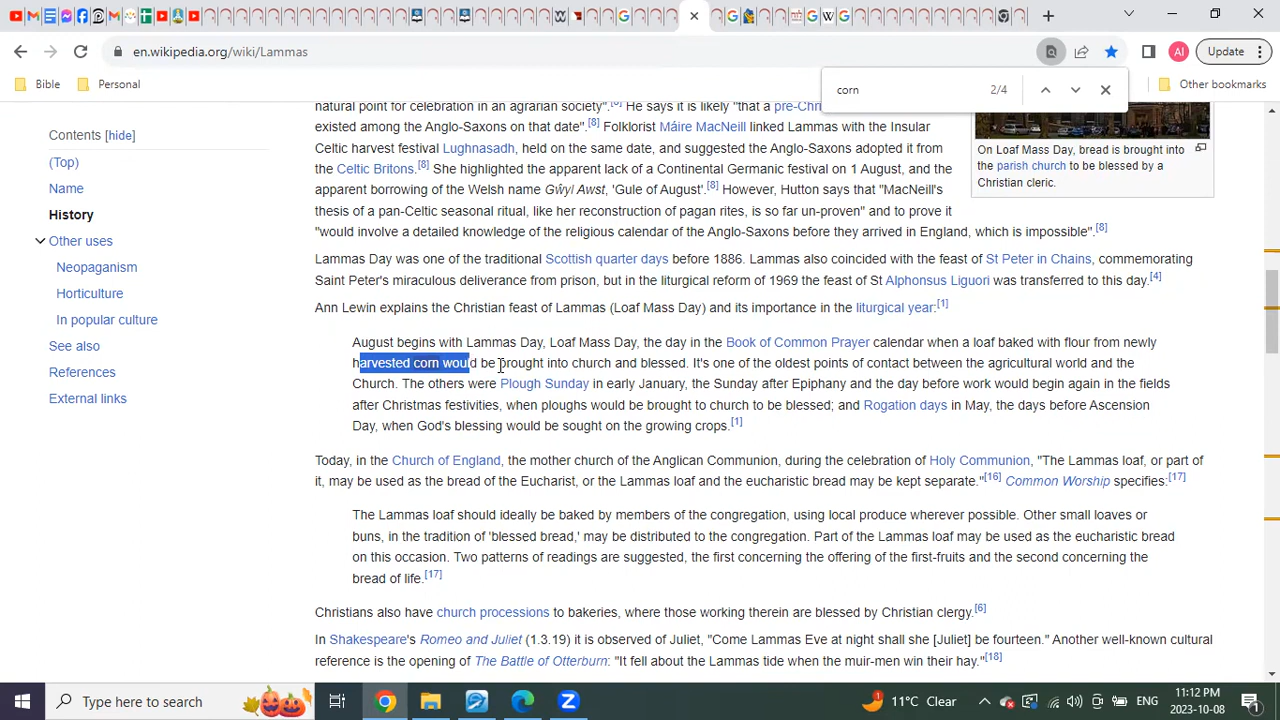 en.wikipedia.org/wiki/Lammas
Update
Bible
Personal
Other bookmarks
corn
2/4
natural point for celebration in an agrarian society".[8] He says it is likely "that a pre-Chri
existed among the Anglo-Saxons on that date".[8] Folklorist Máire MacNeill linked Lammas with the Insular
Celtic harvest festival Lughnasadh, held on the same date, and suggested the Anglo-Saxons adopted it from
the Celtic Britons.[8] She highlighted the apparent lack of a Continental Germanic festival on 1 August, and the
apparent borrowing of the Welsh name Gŵyl Awst, 'Gule of August'.[8] However, Hutton says that "MacNeill's
thesis of a pan-Celtic seasonal ritual, like her reconstruction of pagan rites, is so far un-proven" and to prove it
"would involve a detailed knowledge of the religious calendar of the Anglo-Saxons before they arrived in England, which is impossible".[8]
On Loaf Mass Day, bread is brought into
the parish church to be blessed by a
Christian cleric.
Contents [hide]
(Top)
Name
History
Other uses
Neopaganism
Horticulture
In popular culture
See also
References
External links
Lammas Day was one of the traditional Scottish quarter days before 1886. Lammas also coincided with the feast of St Peter in Chains, commemorating
Saint Peter's miraculous deliverance from prison, but in the liturgical reform of 1969 the feast of St Alphonsus Liguori was transferred to this day.[4]
Ann Lewin explains the Christian feast of Lammas (Loaf Mass Day) and its importance in the liturgical year:[1]
August begins with Lammas Day, Loaf Mass Day, the day in the Book of Common Prayer calendar when a loaf baked with flour from newly
harvested corn would be brought into church and blessed. It's one of the oldest points of contact between the agricultural world and the
Church. The others were Plough Sunday in early January, the Sunday after Epiphany and the day before work would begin again in the fields
after Christmas festivities, when ploughs would be brought to church to be blessed; and Rogation days in May, the days before Ascension
Day, when God's blessing would be sought on the growing crops.[1]
Today, in the Church of England, the mother church of the Anglican Communion, during the celebration of Holy Communion, "The Lammas loaf, or part of
it, may be used as the bread of the Eucharist, or the Lammas loaf and the eucharistic bread may be kept separate."[16] Common Worship specifies:[17]
The Lammas loaf should ideally be baked by members of the congregation, using local produce wherever possible. Other small loaves or
buns, in the tradition of 'blessed bread,' may be distributed to the congregation. Part of the Lammas loaf may be used as the eucharistic bread
on this occasion. Two patterns of readings are suggested, the first concerning the offering of the first-fruits and the second concerning the
bread of life.[17]
Christians also have church processions to bakeries, where those working therein are blessed by Christian clergy.[6]
In Shakespeare's Romeo and Juliet (1.3.19) it is observed of Juliet, "Come Lammas Eve at night shall she [Juliet] be fourteen." Another well-known cultural
reference is the opening of The Battle of Otterburn: "It fell about the Lammas tide when the muir-men win their hay."[18]
Type here to search
11°C Clear
ENG
11:12 PM
2023-10-08
AI
1